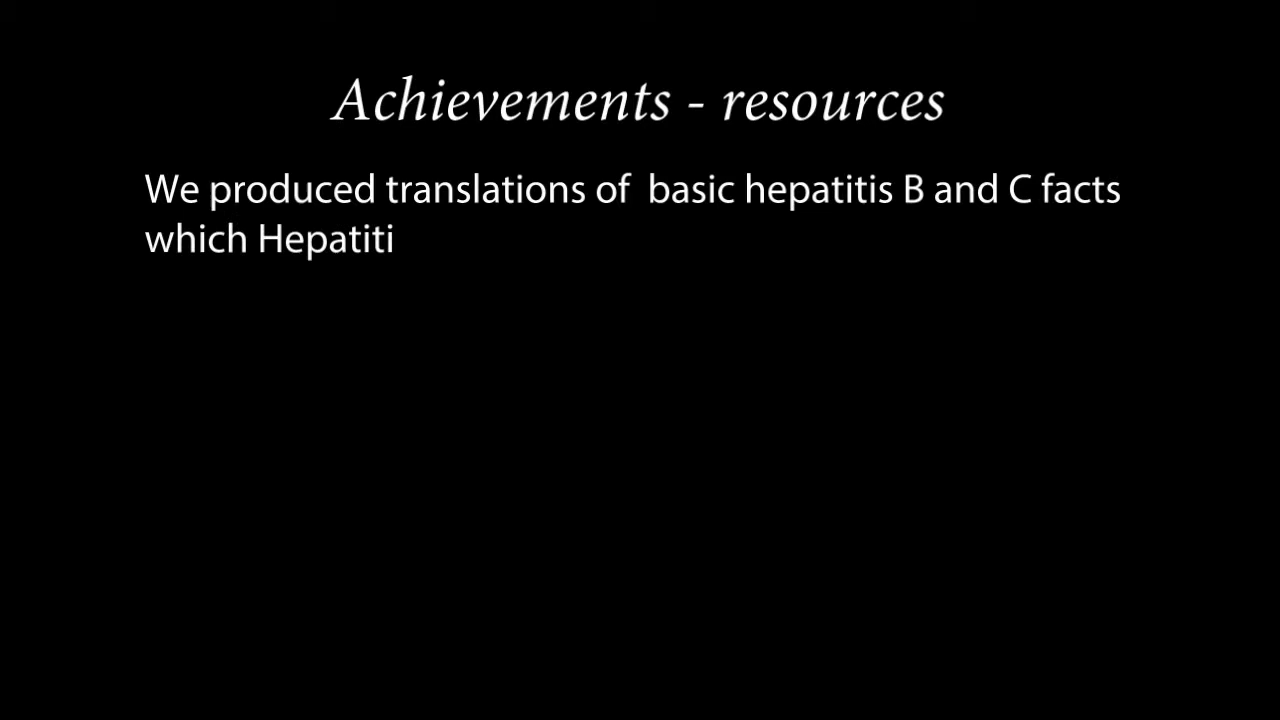 Achievements - resources
We produced translations of  basic hepatitis B and C facts
which Hepatiti